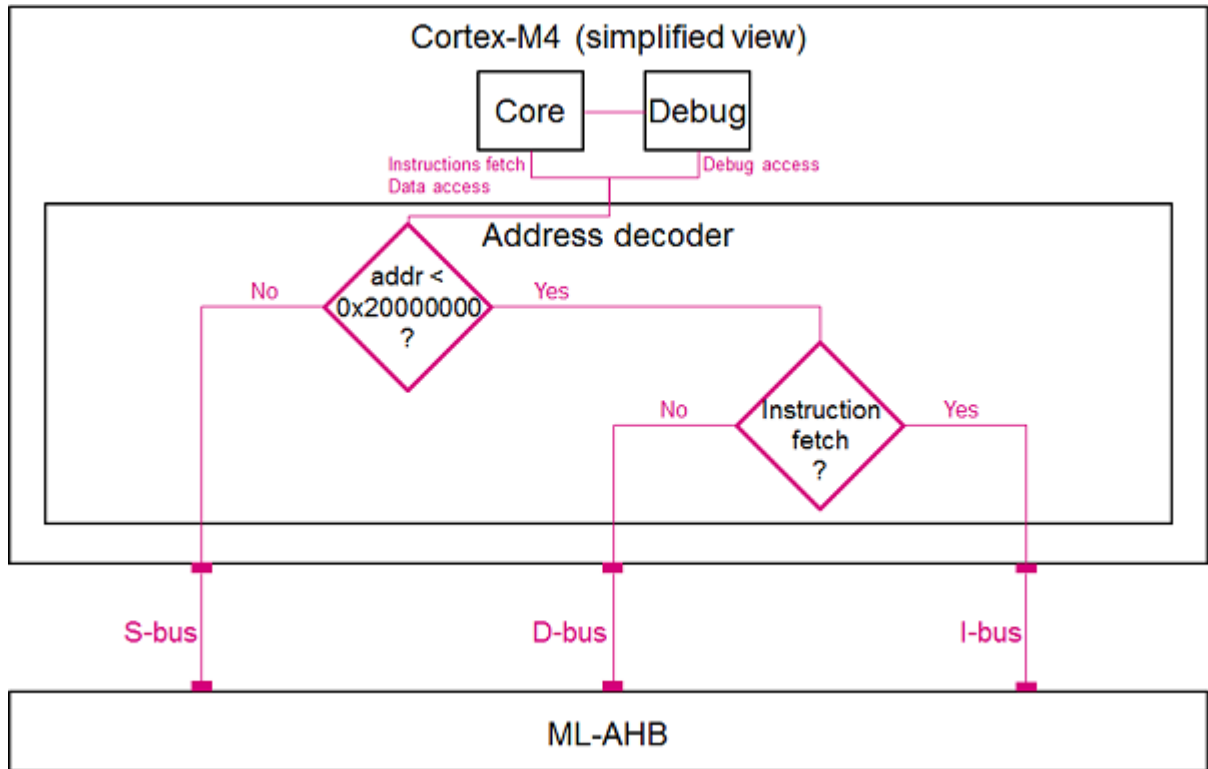 Cortex-M4 (simplified view)
Core
Debug
Instructions fetch
Data access
Debug access
Address decoder
addr <
0x20000000
?
No
Yes
Instruction
fetch
?
No
Yes
S-bus
D-bus
I-bus
ML-AHB